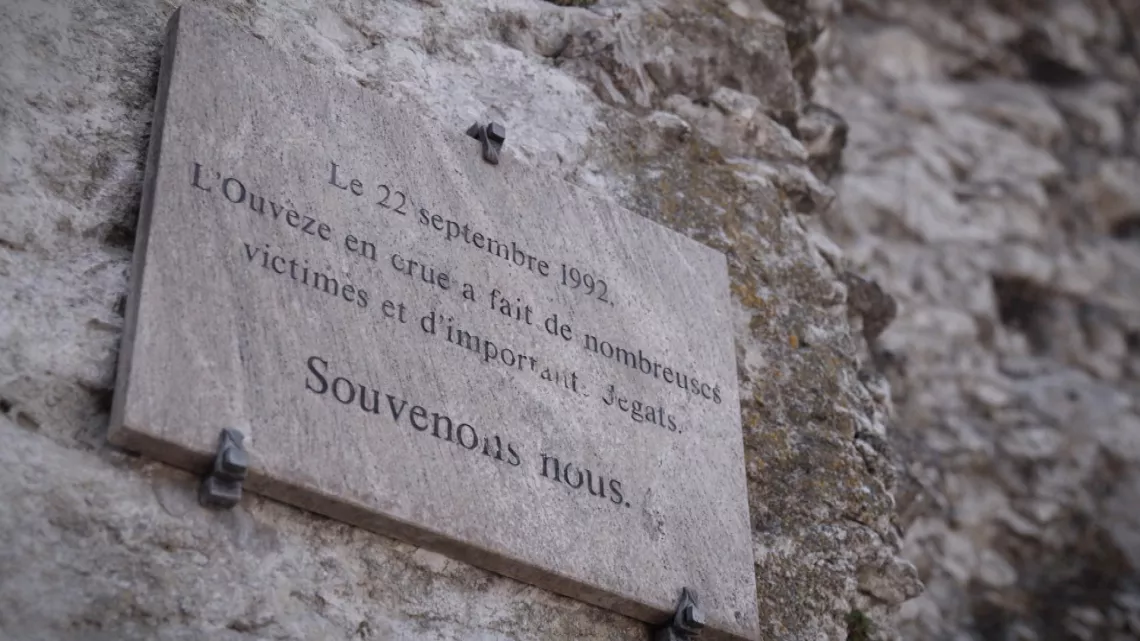 Le 22 septembre 1992.
L'Ouvèze en crue a fait de nombreuses
victimes et d'importants dégats.
Souvenons nous.